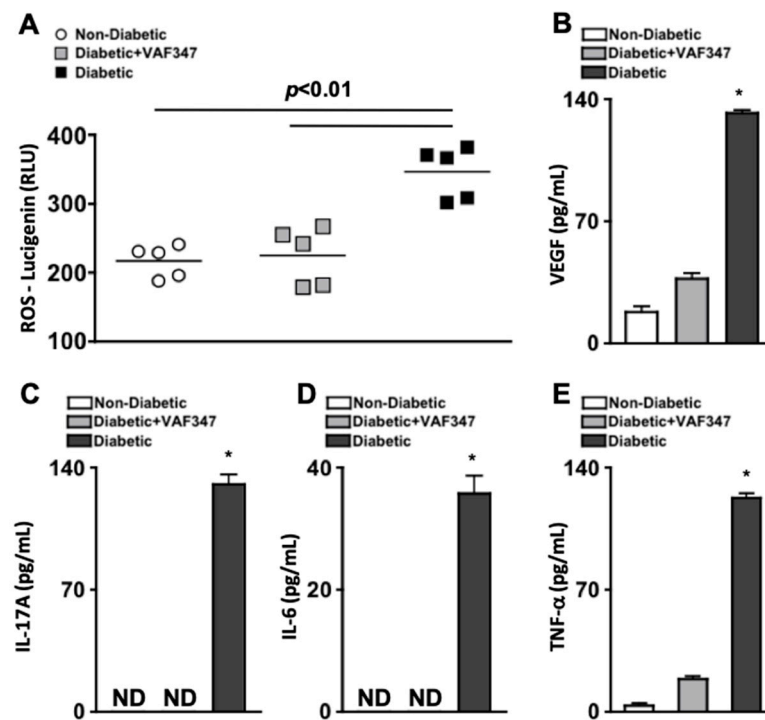 A
Non-Diabetic
Diabetic+VAF347
Diabetic
p<0.01
400
300
200
100
ROS - Lucigenin (RLU)
B
Non-Diabetic
Diabetic+VAF347
Diabetic
*
140
70
0
VEGF (pg/mL)
C
Non-Diabetic
Diabetic+VAF347
Diabetic
*
140
70
0
IL-17A (pg/mL)
ND ND
D
Non-Diabetic
Diabetic+VAF347
Diabetic
*
40
20
0
IL-6 (pg/mL)
ND ND
E
Non-Diabetic
Diabetic+VAF347
Diabetic
*
140
70
0
TNF-α (pg/mL)